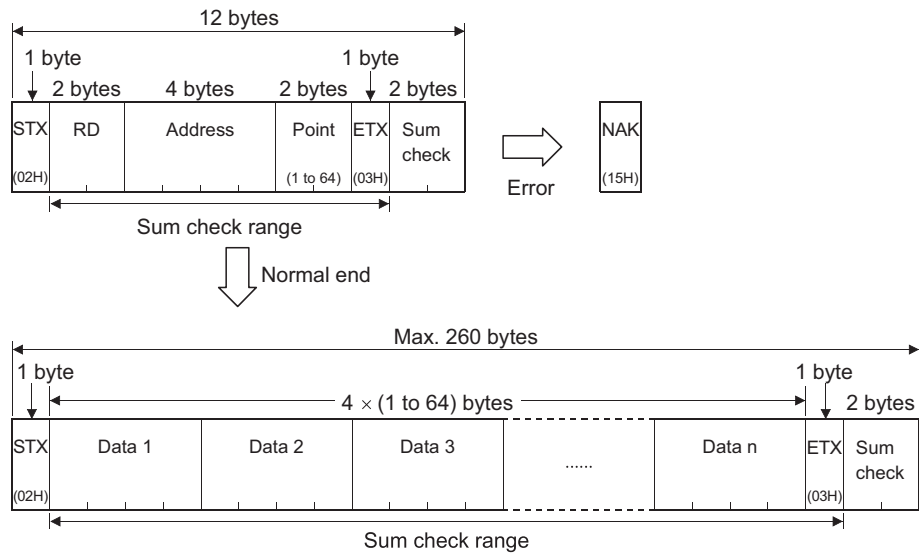 12 bytes
1 byte 1 byte
2 bytes 4 bytes 2 bytes 2 bytes
STX RD Address Point ETX Sum check NAK
(02H) (1 to 64) (03H) (15H)
Error
Sum check range
Normal end
Max. 260 bytes
1 byte 1 byte
4 × (1 to 64) bytes 2 bytes
STX Data 1 Data 2 Data 3 ...... Data n ETX Sum check
(02H) (03H)
Sum check range